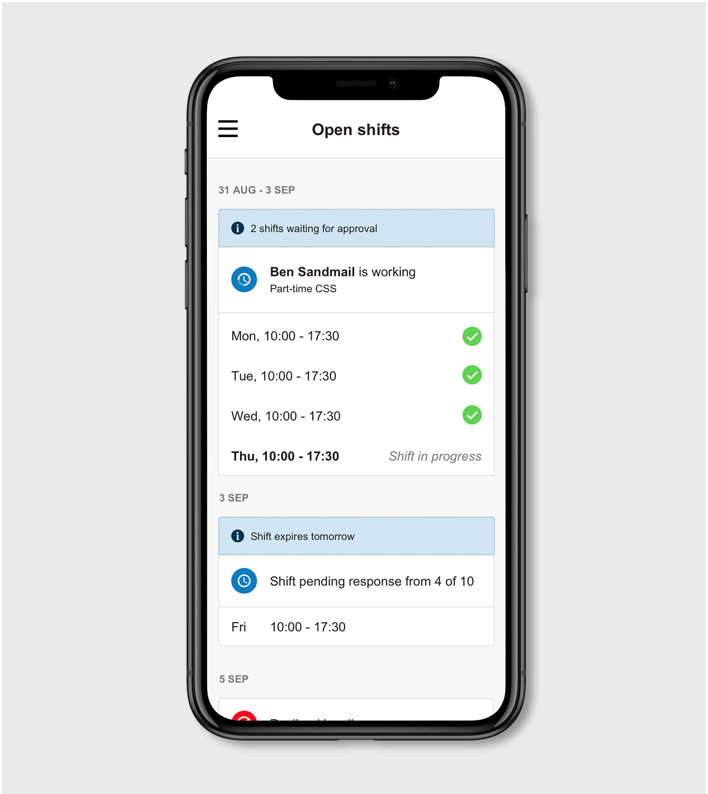 Open shifts
31 AUG - 3 SEP
2 shifts waiting for approval
Ben Sandmail is working
Part-time CSS
Mon, 10:00 - 17:30
Tue, 10:00 - 17:30
Wed, 10:00 - 17:30
Thu, 10:00 - 17:30 Shift in progress
3 SEP
Shift expires tomorrow
Shift pending response from 4 of 10
Fri 10:00 - 17:30
5 SEP